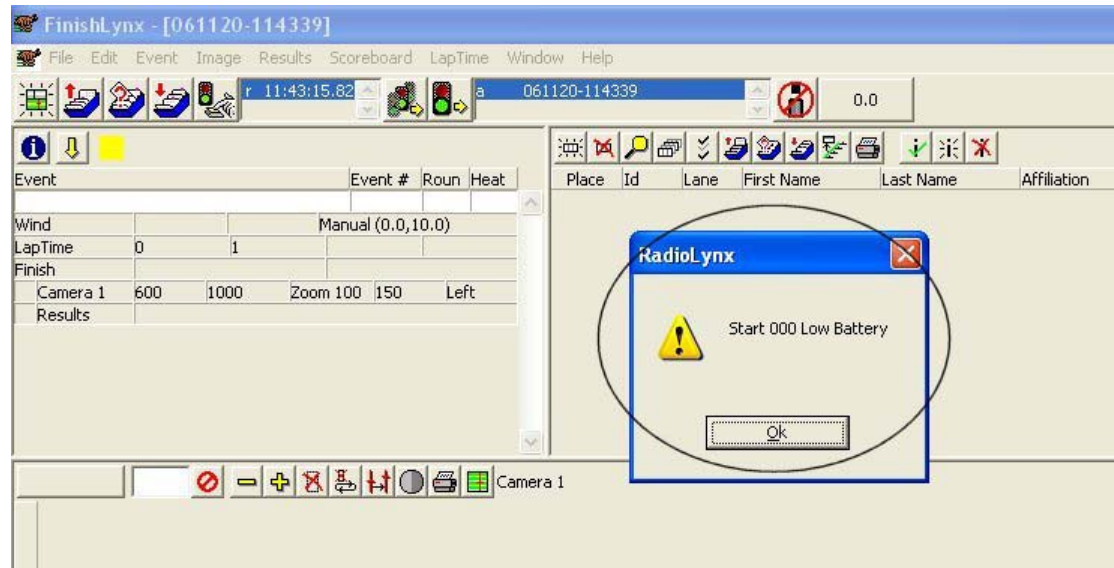 FinishLynx - [061120-114339]
File Edit Event Image Results Scoreboard LapTime Window Help
r 11:43:15.82 a 061120-114339 0.0
Event Event # Roun Heat Place Id Lane First Name Last Name Affiliation
Wind Manual (0.0,10.0)
LapTime 0 1
Finish
Camera 1 600 1000 Zoom 100 150 Left
Results
RadioLynx
Start 000 Low Battery
Ok
Camera 1